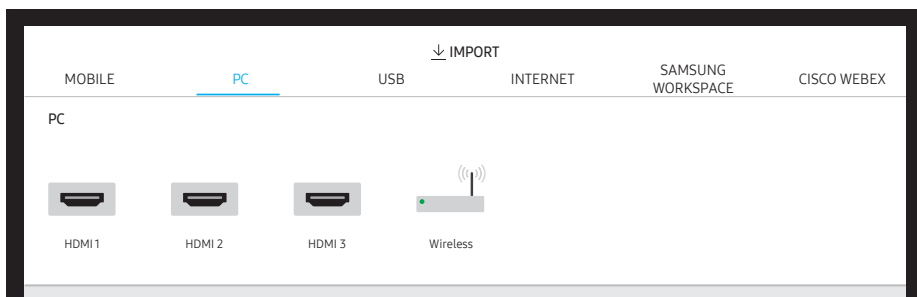 IMPORT
MOBILE PC USB INTERNET SAMSUNG WORKSPACE CISCO WEBEX
PC
HDMI 1 HDMI 2 HDMI 3 Wireless